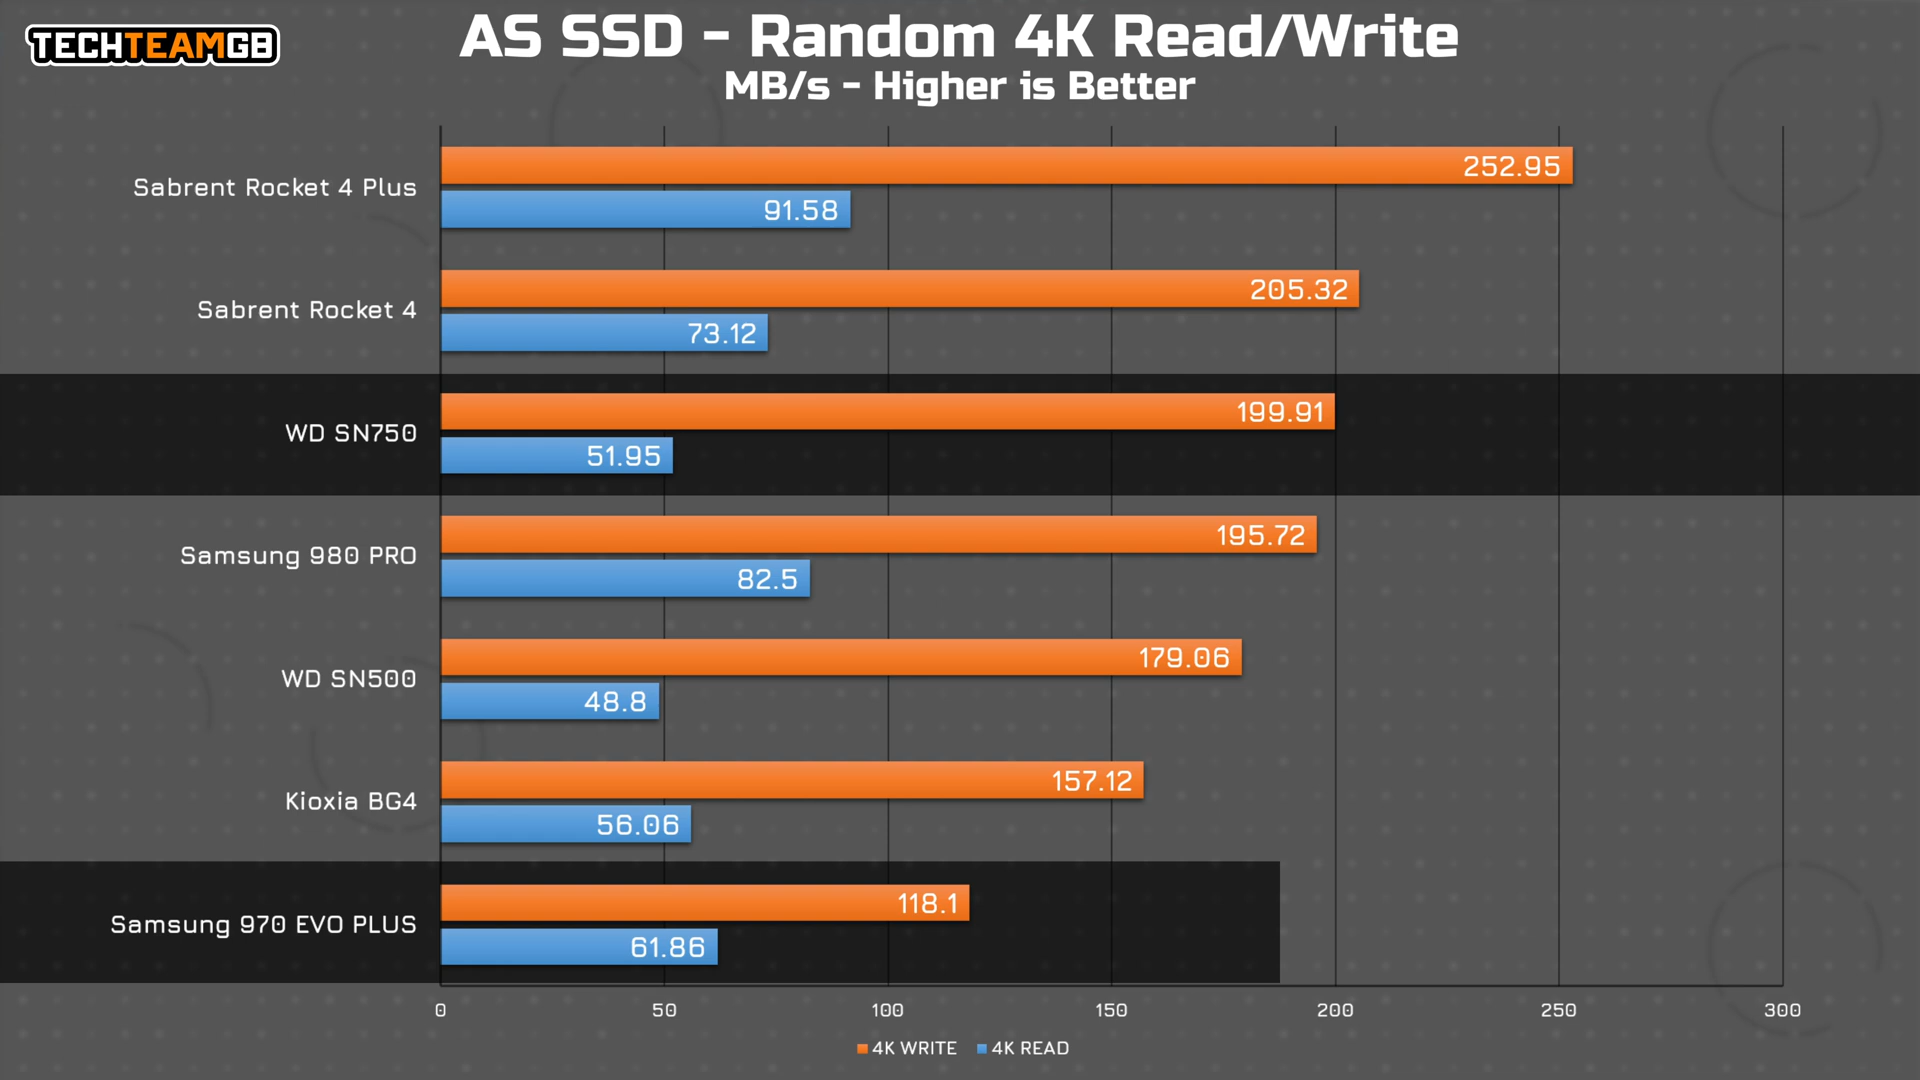 TECHTEAMGB
AS SSD - Random 4K Read/Write
MB/s - Higher is Better
Sabrent Rocket 4 Plus
252.95
91.58
Sabrent Rocket 4
205.32
73.12
WD SN750
199.91
51.95
Samsung 980 PRO
195.72
82.5
WD SN500
179.06
48.8
Kioxia BG4
157.12
56.06
Samsung 970 EVO PLUS
118.1
61.86
0 50 100 150 200 250 300
4K WRITE 4K READ